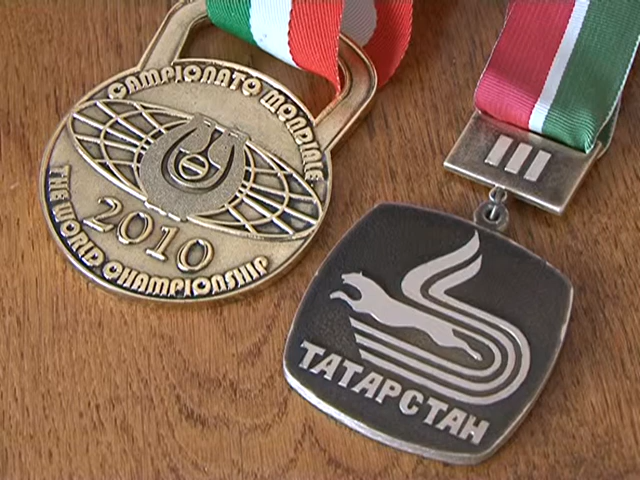 CAMPIONATO MONDIALE
2010
THE WORLD CHAMPIONSHIP
III
ТАТАРСТАН